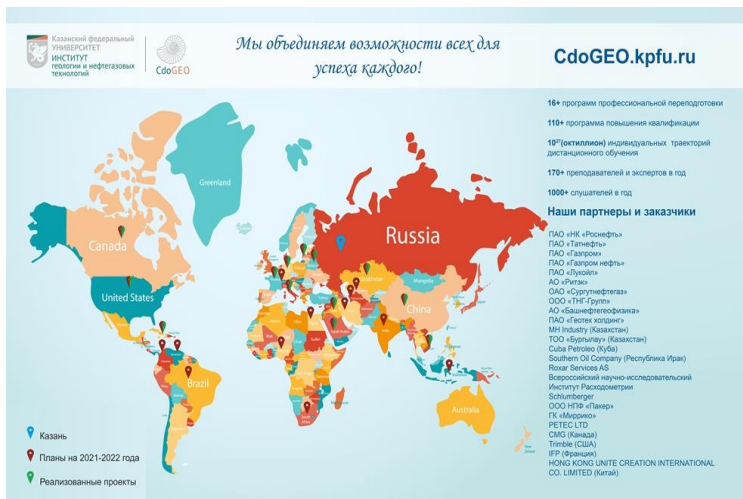 Казанский федеральный
УНИВЕРСИТЕТ
ИНСТИТУТ
геологии и нефтегазовых
технологий
CdoGEO
Мы объединяем возможности всех для
успеха каждого!
CdoGEO.kpfu.ru
16+ программ профессиональной переподготовки
110+ программа повышения квалификации
10²⁷(октиллион) индивидуальных траекторий
дистанционного обучения
170+ преподавателей и экспертов в год
1000+ слушателей в год
Наши партнеры и заказчики
ПАО «НК «Роснефть»
ПАО «Татнефть»
ПАО «Газпром»
ПАО «Газпром нефть»
ПАО «Лукойл»
АО «Ритэк»
ОАО «Сургутнефтегаз»
ООО «ТНГ-Групп»
АО «Башнефтегеофизика»
ПАО «Геотек холдинг»
MH Industry (Казахстан)
ТОО «Бургылау» (Казахстан)
Cuba Petroleo (Куба)
Southern Oil Company (Республика Ирак)
Roxar Services AS
Всероссийский научно-исследовательский
Институт Расходометрии
Schlumberger
ООО НПФ «Пакер»
ГК «Миррико»
PETEC LTD
CMG (Канада)
Trimble (США)
IFP (Франция)
HONG KONG UNITE CREATION INTERNATIONAL
CO. LIMITED (Китай)
Greenland
Canada
Russia
United States
Mongolia
China
Brazil
Australia
Казань
Планы на 2021-2022 года
Реализованные проекты